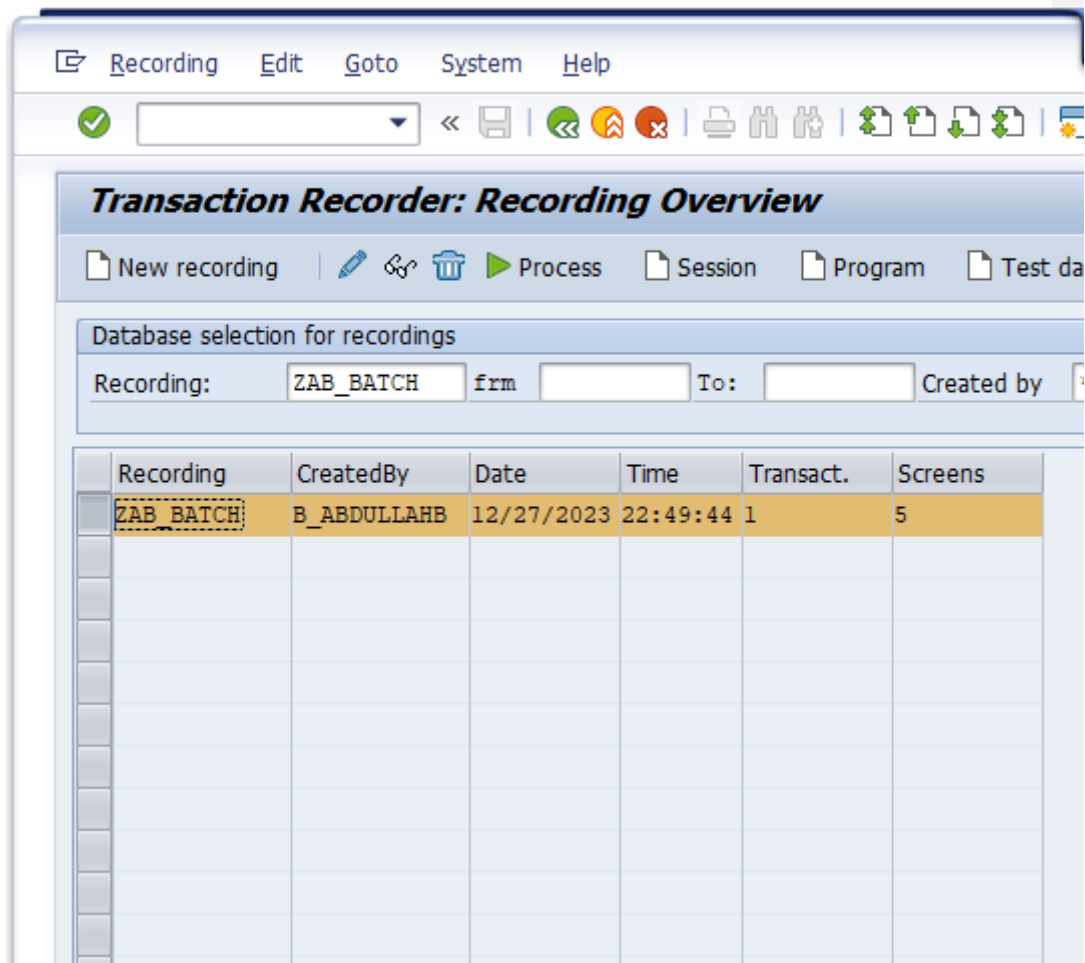 Recording Edit Goto System Help
Transaction Recorder: Recording Overview
New recording Process Session Program Test da
Database selection for recordings
Recording: ZAB_BATCH frm To: Created by
Recording CreatedBy Date Time Transact. Screens
ZAB_BATCH B_ABDULLAHB 12/27/2023 22:49:44 1 5